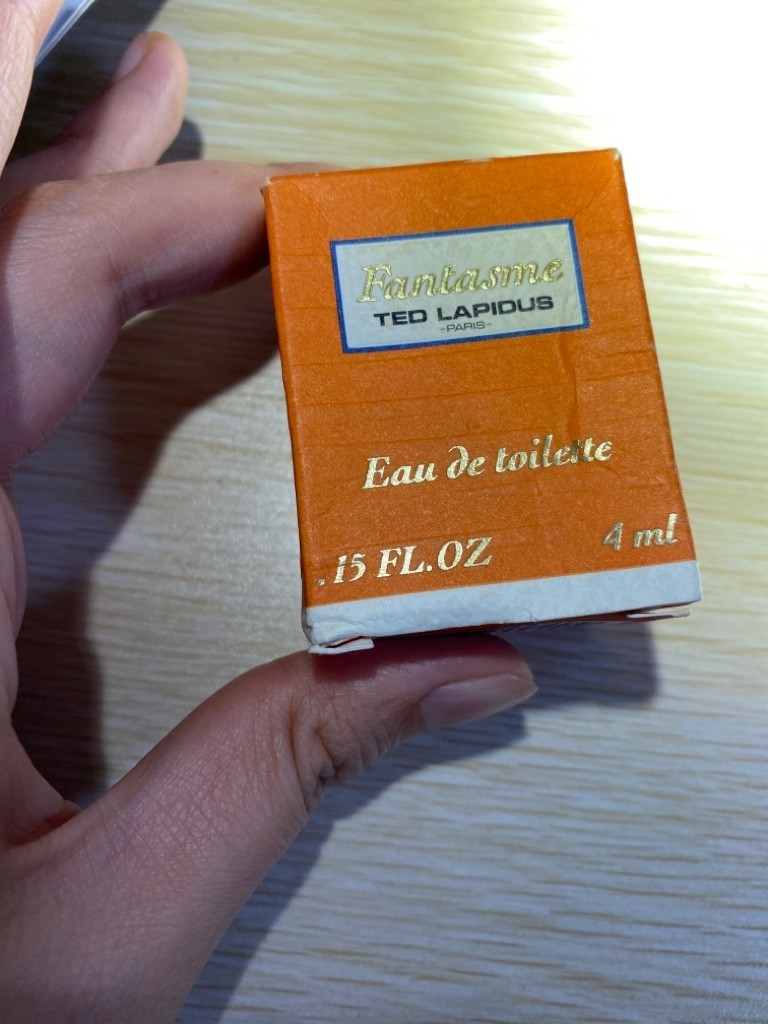 Fantasme
TED LAPIDUS
-PARIS-
Eau de toilette
.15 FL.OZ
4 ml